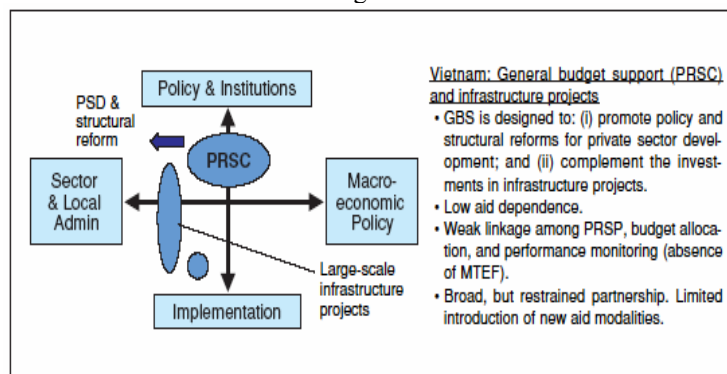 Policy & Institutions
PSD &
structural
reform
PRSC
Sector
& Local
Admin
Macro-
economic
Policy
Large-scale
infrastructure
projects
Implementation
Vietnam: General budget support (PRSC)
and infrastructure projects
• GBS is designed to: (i) promote policy and
structural reforms for private sector devel-
opment; and (ii) complement the invest-
ments in infrastructure projects.
• Low aid dependence.
• Weak linkage among PRSP, budget alloca-
tion, and performance monitoring (absence
of MTEF).
• Broad, but restrained partnership. Limited
introduction of new aid modalities.